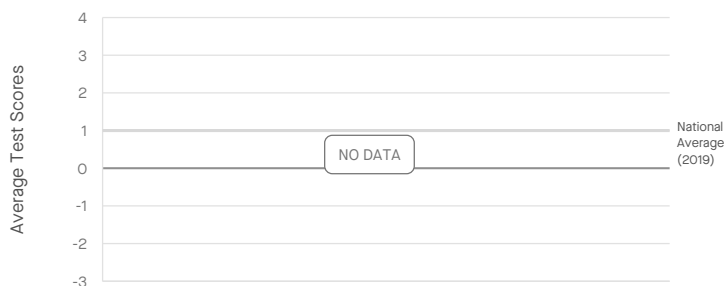 Average Test Scores
4
3
2
1
0
-1
-2
-3
NO DATA
National
Average
(2019)